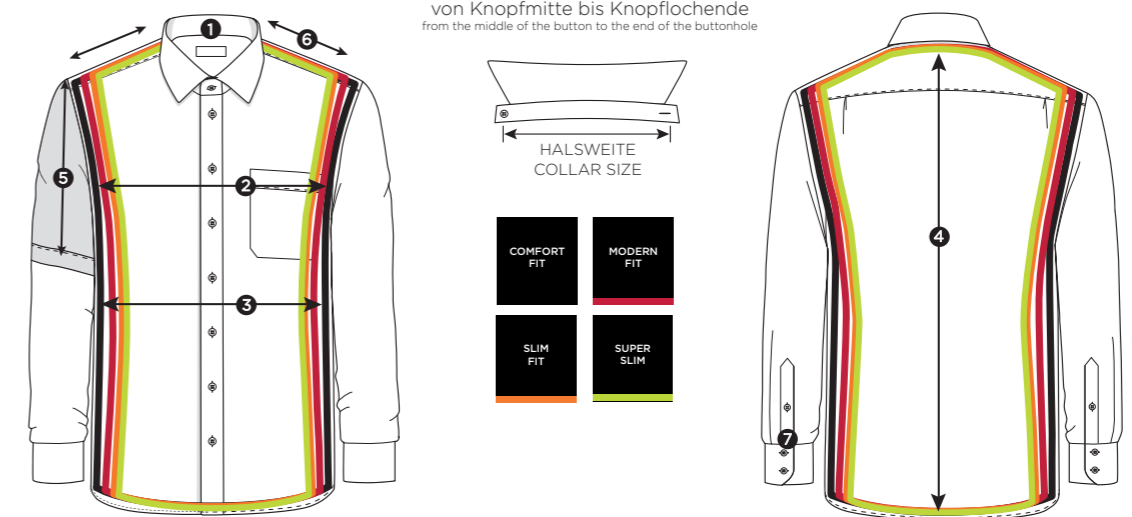 von Knopfmitte bis Knopflochende
from the middle of the button to the end of the buttonhole
1
6
5
2
3
HALSWEITE
COLLAR SIZE
COMFORT
FIT
MODERN
FIT
SLIM
FIT
SUPER
SLIM
4
7